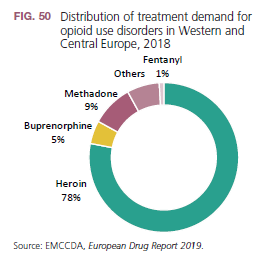 FIG. 50 Distribution of treatment demand for
opioid use disorders in Western and
Central Europe, 2018
Fentanyl
Others 1%
Methadone
9%
Buprenorphine
5%
Heroin
78%
Source: EMCCDA, European Drug Report 2019.